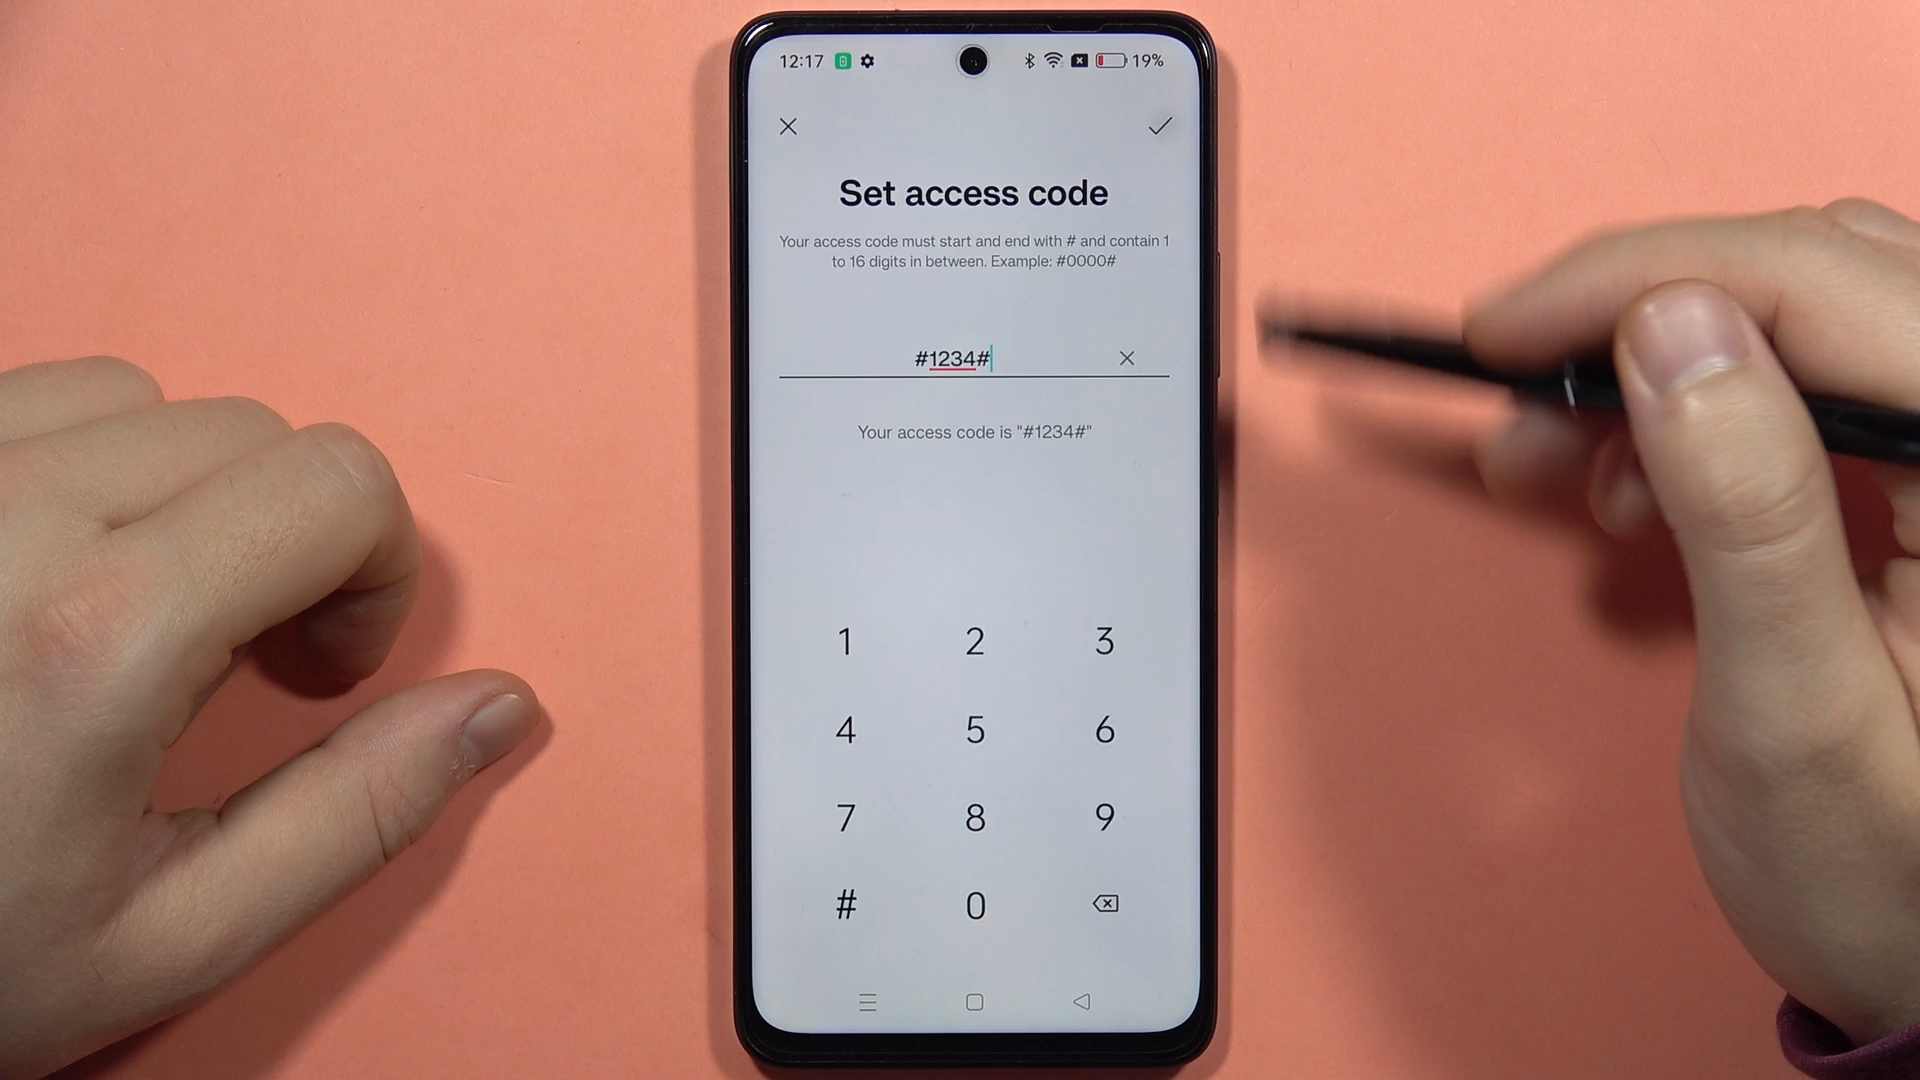 12:17 19%
Set access code
Your access code must start and end with # and contain 1
to 16 digits in between. Example: #0000#
#1234#
Your access code is "#1234#"
1 2 3
4 5 6
7 8 9
# 0